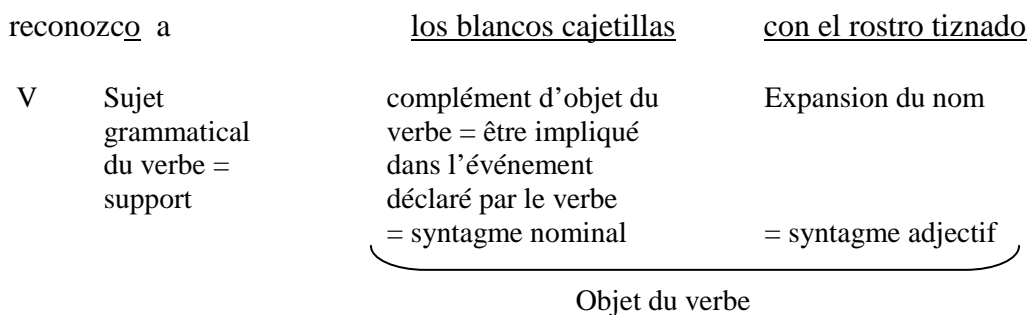 reconozco a los blancos cajetillas con el rostro tiznado
V Sujet complément d'objet du Expansion du nom
grammatical verbe = être impliqué
du verbe = dans l'événement
support déclaré par le verbe
= syntagme nominal = syntagme adjectif
Objet du verbe